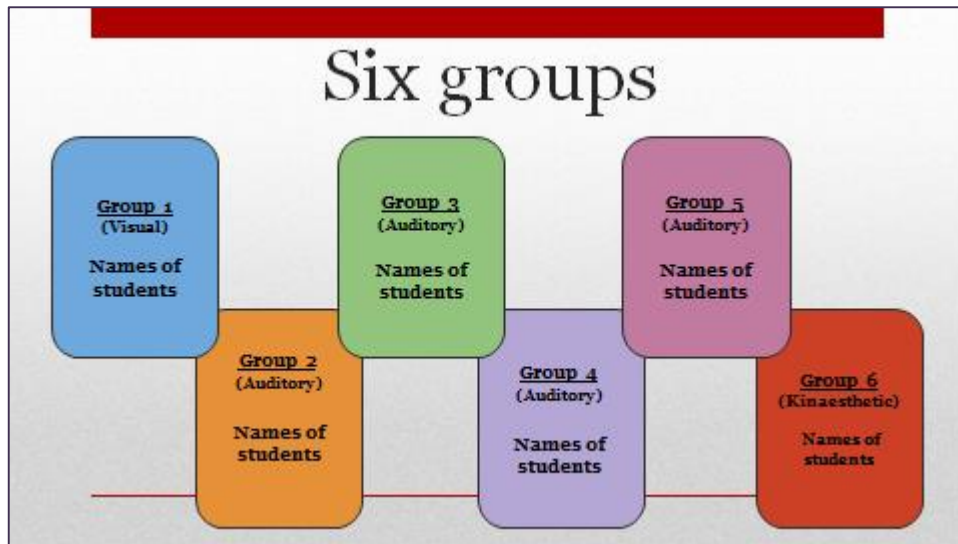 Six groups
Group 1
(Visual)
Names of
students
Group 2
(Auditory)
Names of
students
Group 3
(Auditory)
Names of
students
Group 4
(Auditory)
Names of
students
Group 5
(Auditory)
Names of
students
Group 6
(Kinaesthetic)
Names of
students